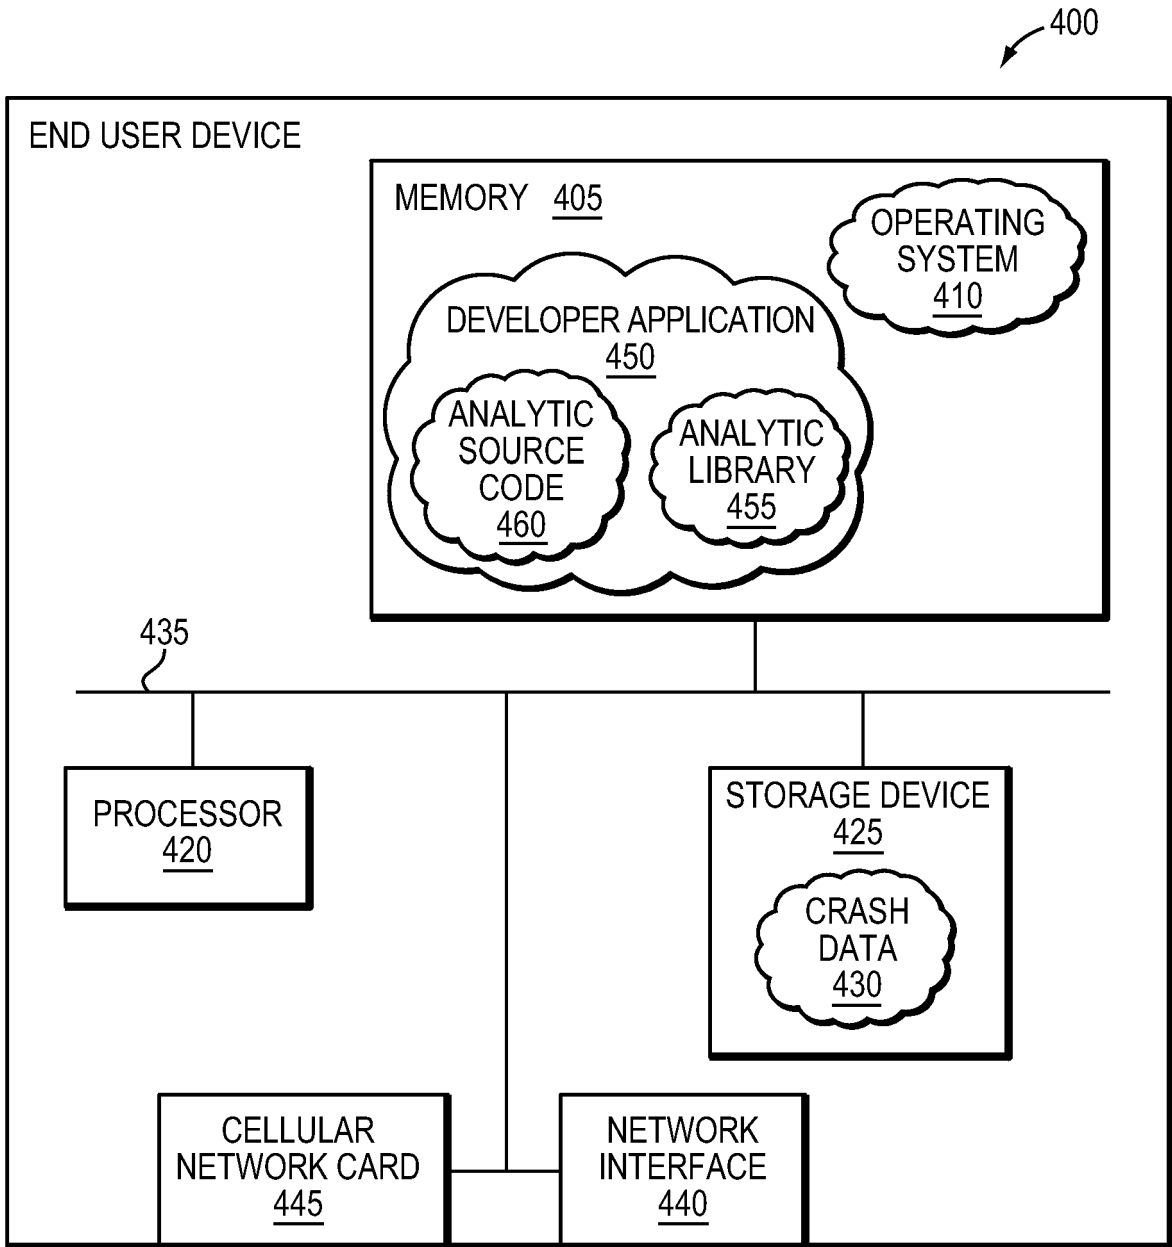 400
END USER DEVICE
MEMORY 405
OPERATING
SYSTEM
410
DEVELOPER APPLICATION
450
ANALYTIC
SOURCE
CODE
460
ANALYTIC
LIBRARY
455
435
PROCESSOR
420
STORAGE DEVICE
425
CRASH
DATA
430
CELLULAR
NETWORK CARD
445
NETWORK
INTERFACE
440